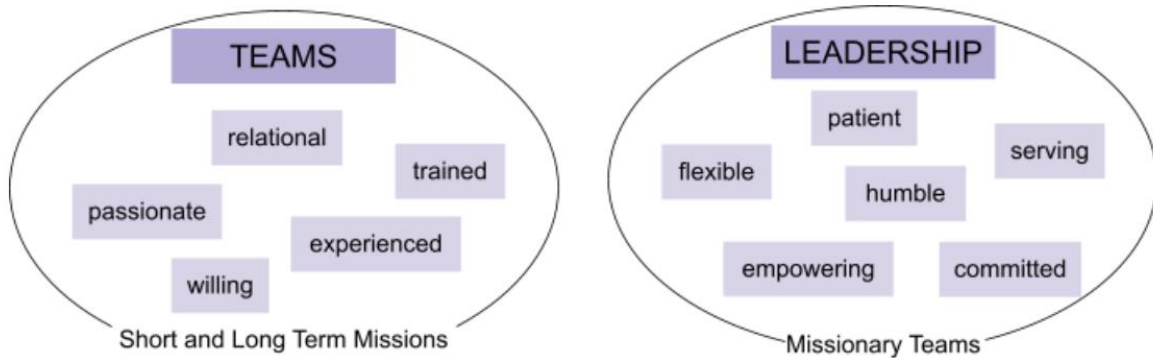 TEAMS
relational
trained
passionate
experienced
willing
Short and Long Term Missions
LEADERSHIP
patient
serving
flexible
humble
empowering
committed
Missionary Teams